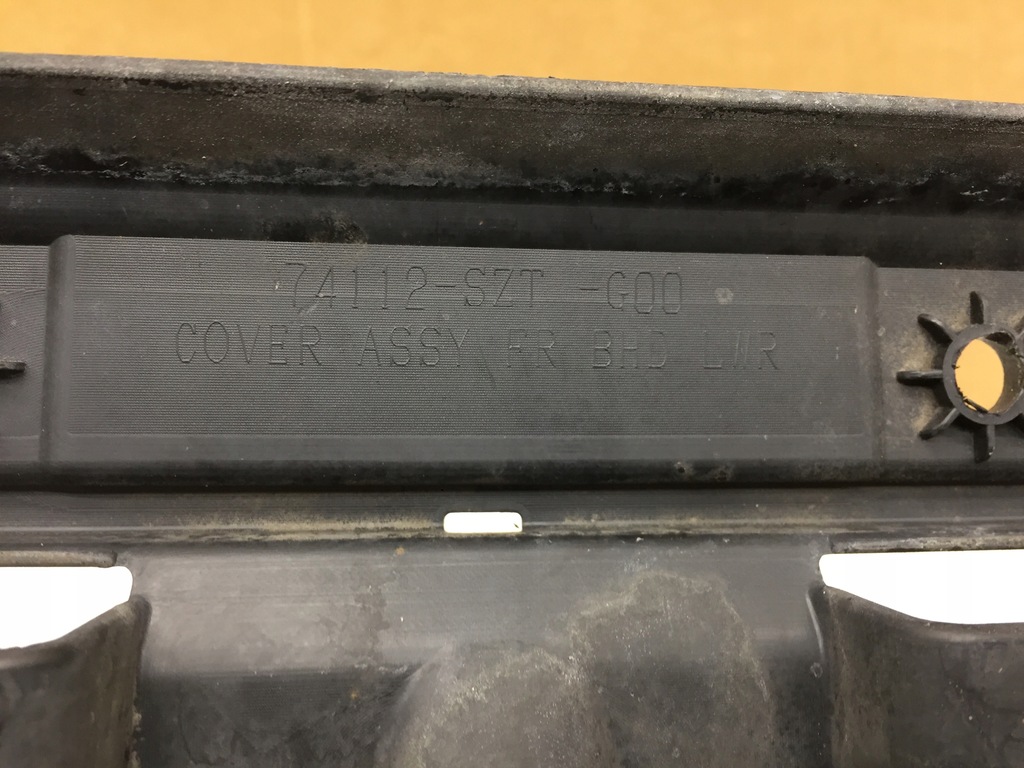 74112-SZT -G00
COVER ASSY FR BHD LWR